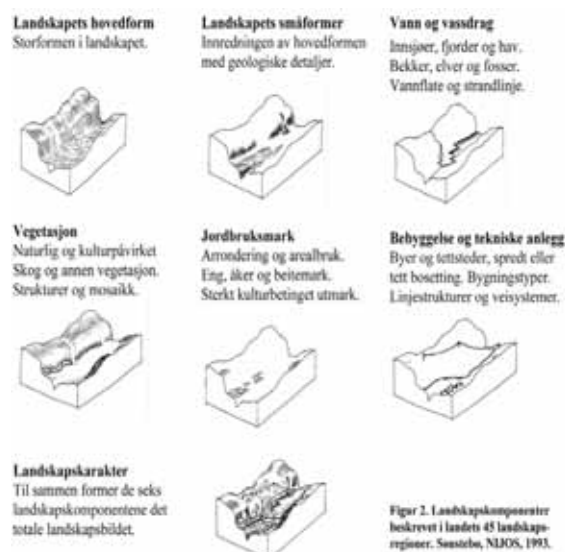 Landskapets hovedform
Storformen i landskapet.
Landskapets småformer
Innredningen av hovedformen
med geologiske detaljer.
Vann og vassdrag
Innsjøer, fjorder og hav.
Bekker, elver og fosser.
Vannflate og strandlinje.
Vegetasjon
Naturlig og kulturpåvirket
Skog og annen vegetasjon.
Strukturer og mosaikk.
Jordbruksmark
Arrondering og arealbruk.
Eng, åker og beitemark.
Sterkt kulturbetinget utmark.
Bebyggelse og tekniske anlegg
Byer og tettsteder, spredt eller
tett bosetting. Bygningstyper.
Linjestrukturer og veisystemer.
Landskapskarakter
Til sammen former de seks
landskapskomponentene det
totale landskapsbildet.
Figur 2. Landskapskomponenter
beskrevet i landets 45 landskaps-
regioner. Sønstebø, NIJOS, 1993.